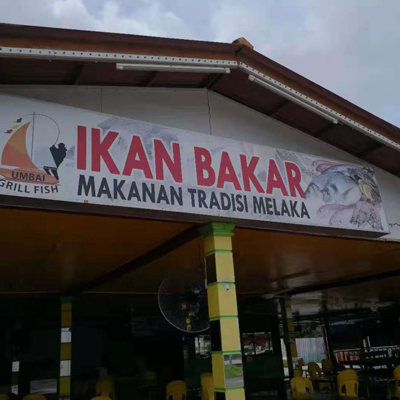 UMBAI
GRILL FISH
IKAN BAKAR
MAKANAN TRADISI MELAKA